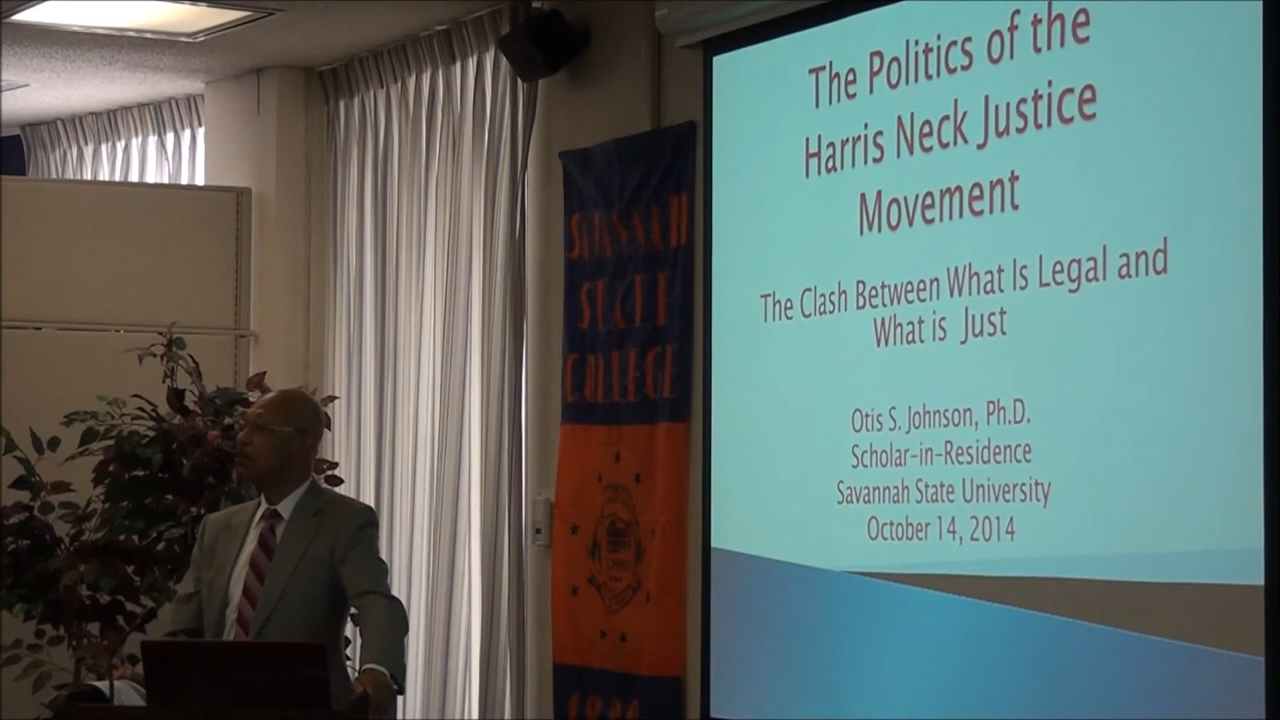 SAVANNAH
STATE
COLLEGE
The Politics of the
Harris Neck Justice
Movement
The Clash Between What Is Legal and
What is Just
Otis S. Johnson, Ph.D.
Scholar-in-Residence
Savannah State University
October 14, 2014